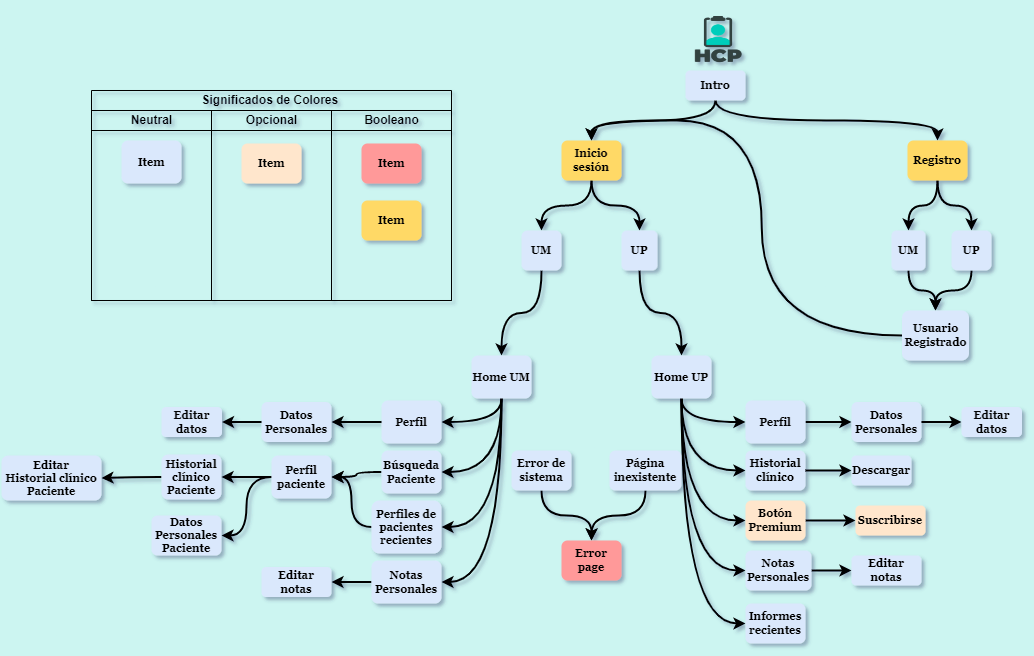 HCP
Intro
Significados de Colores
Neutral
Opcional
Booleano
Item
Item
Item
Item
Inicio
sesión
Registro
UM
UP
UM
UP
Usuario
Registrado
Home UM
Home UP
Editar
datos
Datos
Personales
Perfil
Perfil
Datos
Personales
Editar
datos
Editar
Historial clínico
Paciente
Historial
clínico
Paciente
Perfil
paciente
Búsqueda
Paciente
Error de
sistema
Página
inexistente
Historial
clínico
Descargar
Datos
Personales
Paciente
Perfiles de
pacientes
recientes
Botón
Premium
Suscribirse
Error
page
Editar
notas
Notas
Personales
Notas
Personales
Editar
notas
Informes
recientes